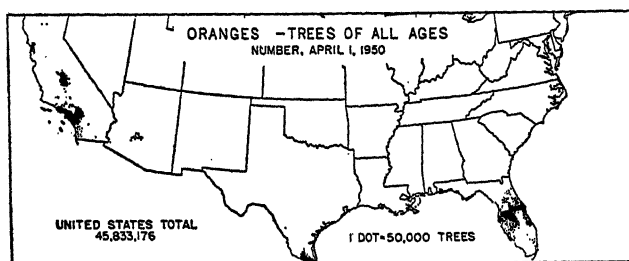 ORANGES -TREES OF ALL AGES
NUMBER, APRIL 1, 1950
UNITED STATES TOTAL
45,833,176
1 DOT=50,000 TREES